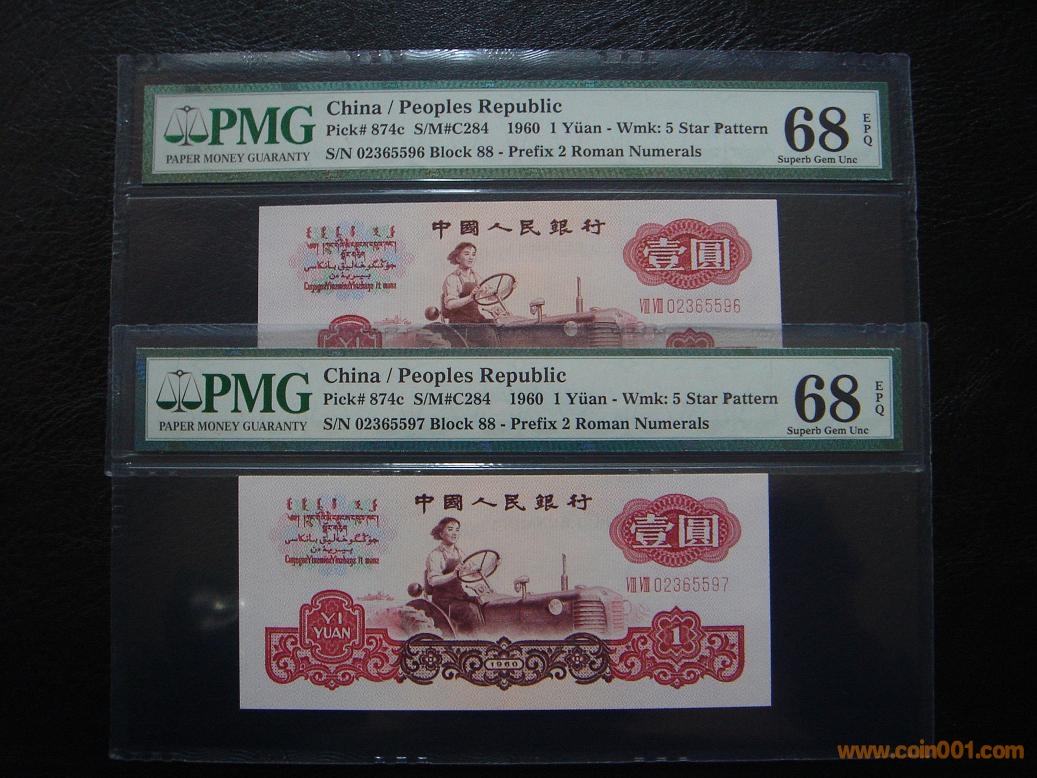 PMG
PAPER MONEY GUARANTY
China / Peoples Republic
Pick# 874c S/M#C284 1960 1 Yüan - Wmk: 5 Star Pattern
S/N 02365596 Block 88 - Prefix 2 Roman Numerals
68
EPQ
Superb Gem Unc
中國人民銀行
壹圓
VIII VIII 02365596
YI
PMG
PAPER MONEY GUARANTY
China / Peoples Republic
Pick# 874c S/M#C284 1960 1 Yüan - Wmk: 5 Star Pattern
S/N 02365597 Block 88 - Prefix 2 Roman Numerals
68
EPQ
Superb Gem Unc
中國人民銀行
壹圓
VIII VIII 02365597
YI
YUAN
1
1960
www.coin001.com